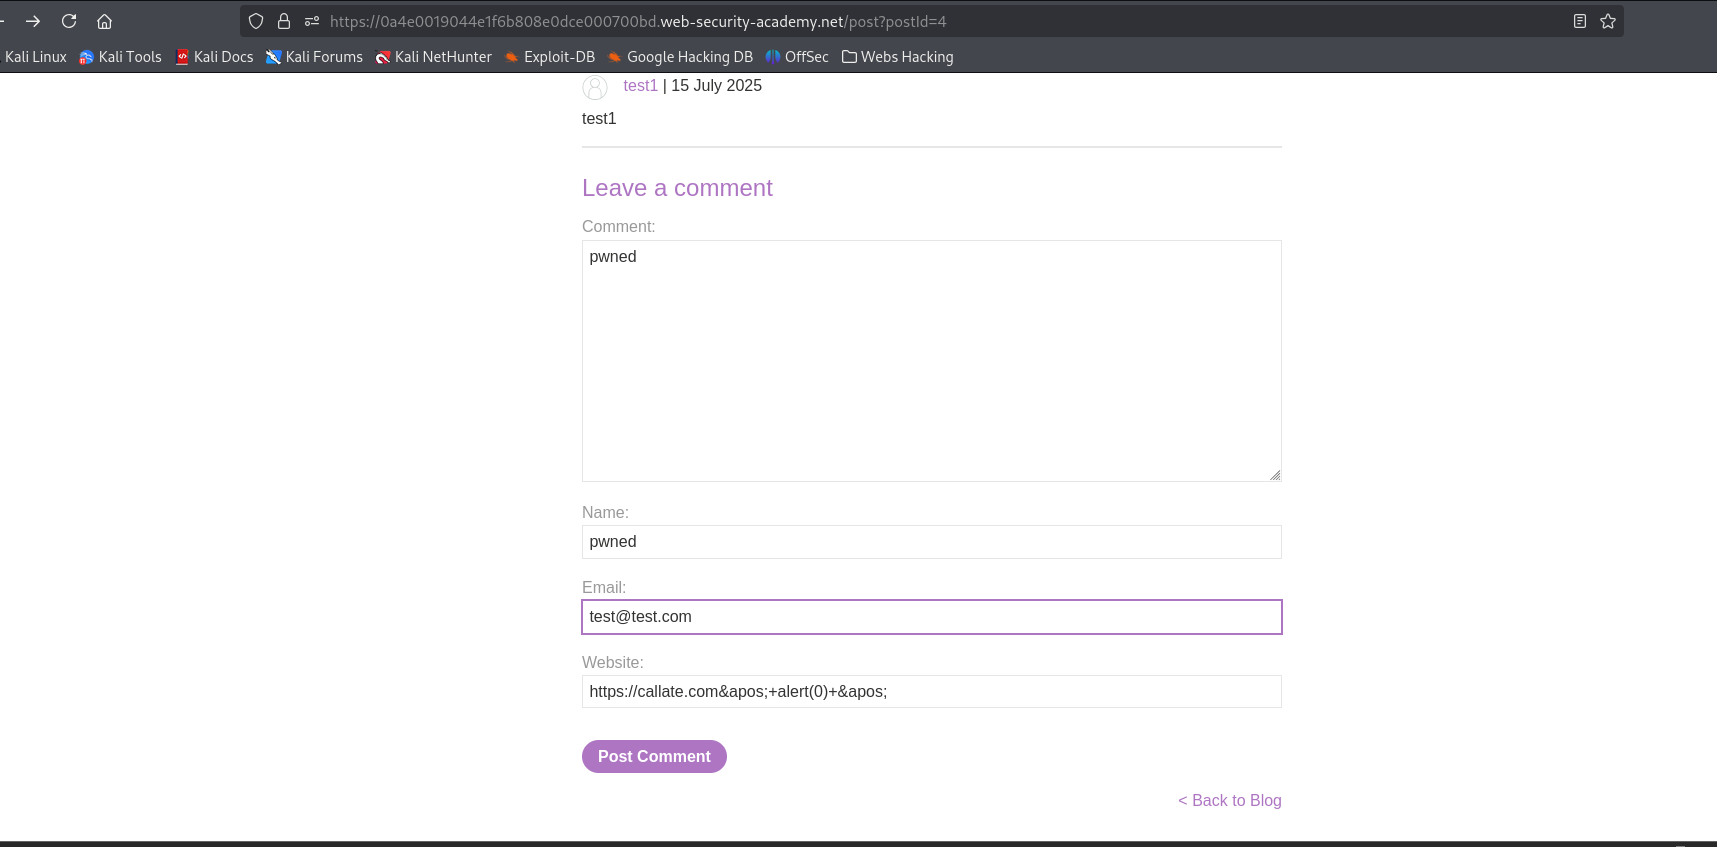 https://0a4e0019044e1f6b808e0dce000700bd.web-security-academy.net/post?postId=4
Kali Linux Kali Tools Kali Docs Kali Forums Kali NetHunter Exploit-DB Google Hacking DB OffSec Webs Hacking
test1 | 15 July 2025
test1
Leave a comment
Comment:
pwned
Name:
pwned
Email:
test@test.com
Website:
https://callate.com&apos;+alert(0)+&apos;
Post Comment
< Back to Blog